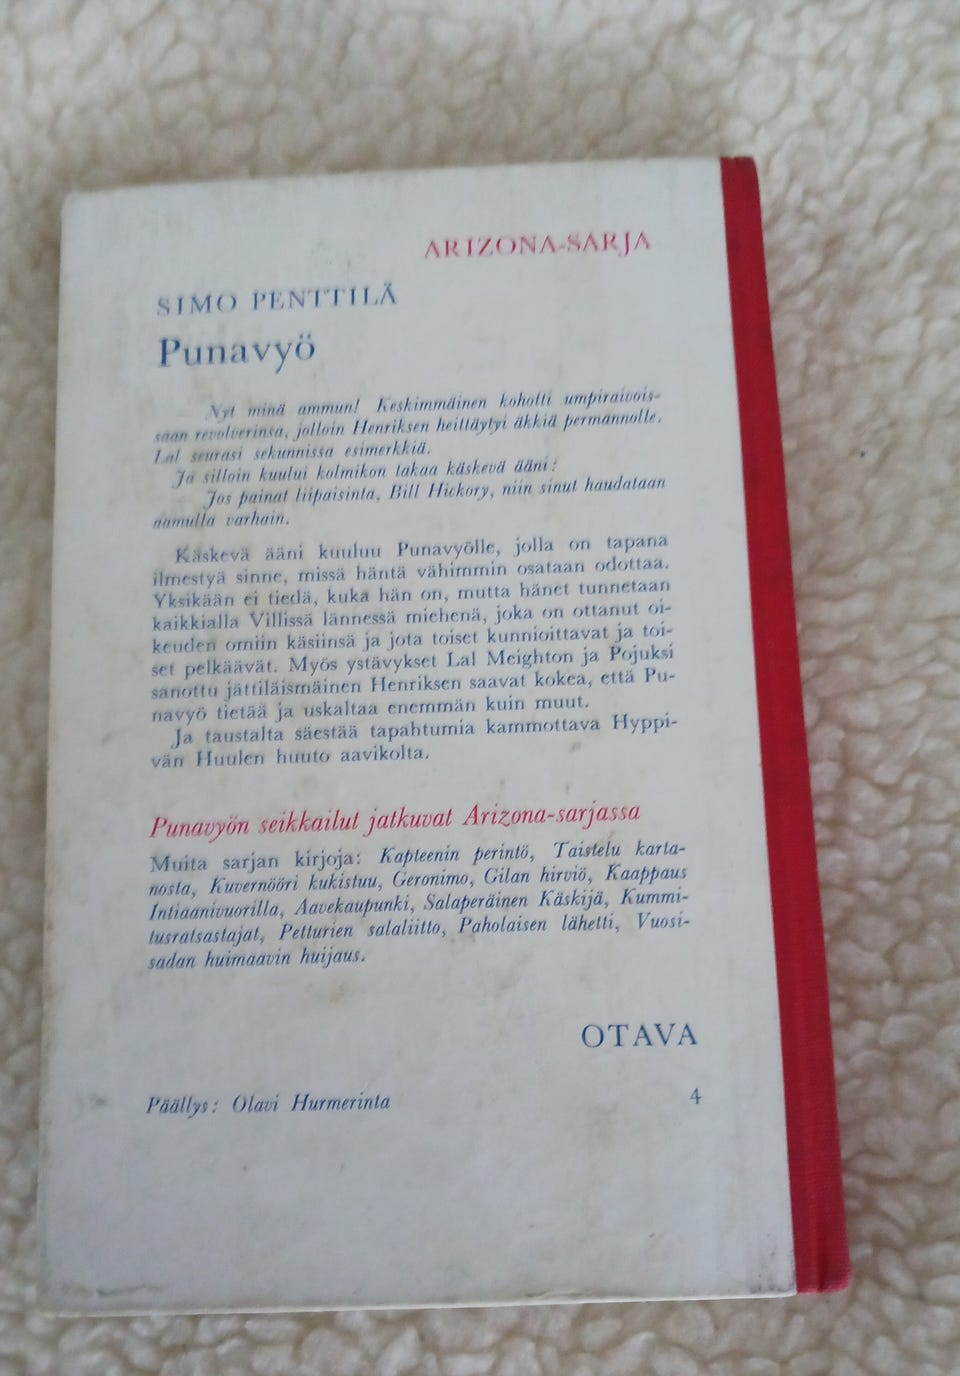 ARIZONA-SARJA
SIMO PENTTILÄ
Punavyö
— Nyt minä ammun! Keskimmäinen kohotti umpiraivois-
saan revolverinsa, jolloin Henriksen heittäytyi äkkiä permannolle.
Lal seurasi sekunnissa esimerkkiä.
Ja silloin kuului kolmikon takaa käskevä ääni:
— Jos painat liipaisinta, Bill Hickory, niin sinut haudataan
aamulla varhain.
Käskevä ääni kuuluu Punavyölle, jolla on tapana
ilmestyä sinne, missä häntä vähimmin osataan odottaa.
Yksikään ei tiedä, kuka hän on, mutta hänet tunnetaan
kaikkialla Villissä lännessä miehenä, joka on ottanut oi-
keuden omiin käsiinsä ja jota toiset kunnioittavat ja toi-
set pelkäävät. Myös ystävykset Lal Meighton ja Pojuksi
sanottu jättiläismäinen Henriksen saavat kokea, että Pu-
navyö tietää ja uskaltaa enemmän kuin muut.
Ja taustalta säestää tapahtumia kammottava Hyppi-
vän Huulen huuto aavikolta.
Punavyön seikkailut jatkuvat Arizona-sarjassa
Muita sarjan kirjoja: Kapteenin perintö, Taistelu karta-
nosta, Kuvernööri kukistuu, Geronimo, Gilan hirviö, Kaappaus
Intiaanivuorilla, Aavekaupunki, Salaperäinen Käskijä, Kummi-
tusratsastajat, Petturien salaliitto, Paholaisen lähetti, Vuosi-
sadan huimaavin huijaus.
OTAVA
Päällys: Olavi Hurmerinta
4